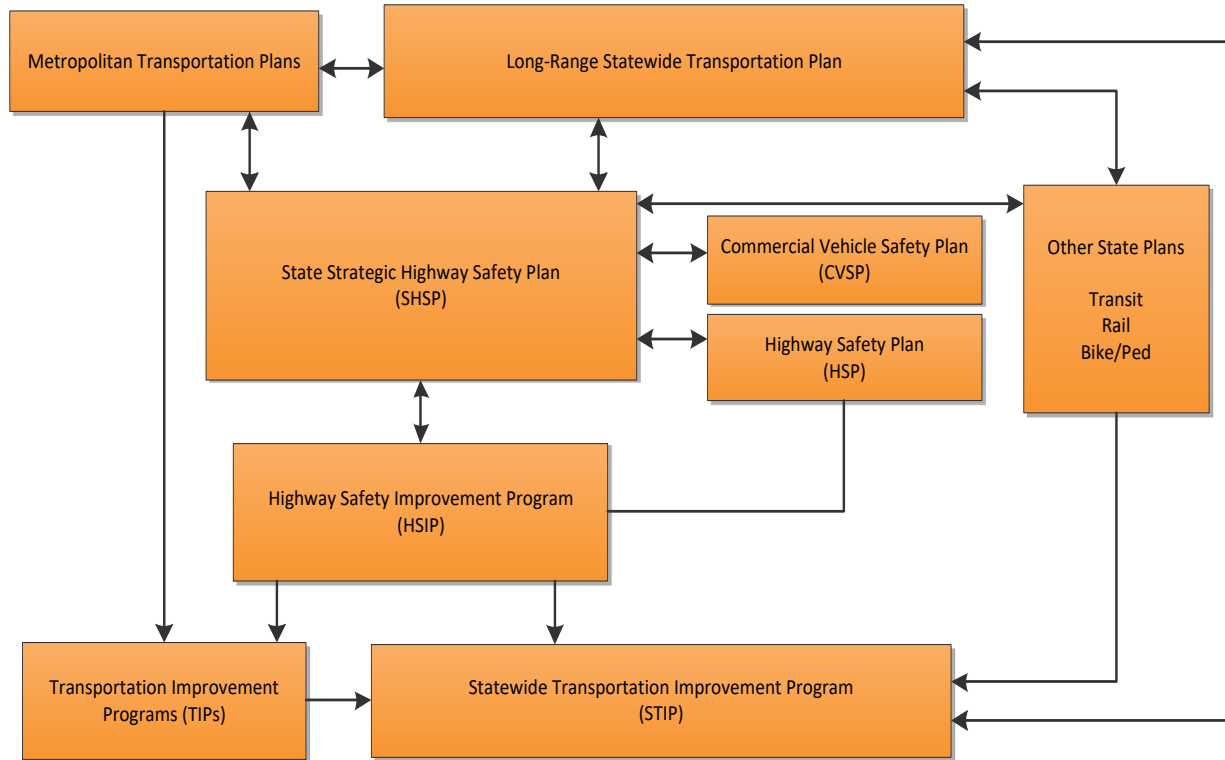 Metropolitan Transportation Plans
Long-Range Statewide Transportation Plan
State Strategic Highway Safety Plan
(SHSP)
Commercial Vehicle Safety Plan
(CVSP)
Highway Safety Plan
(HSP)
Other State Plans
Transit
Rail
Bike/Ped
Highway Safety Improvement Program
(HSIP)
Transportation Improvement
Programs (TIPs)
Statewide Transportation Improvement Program
(STIP)